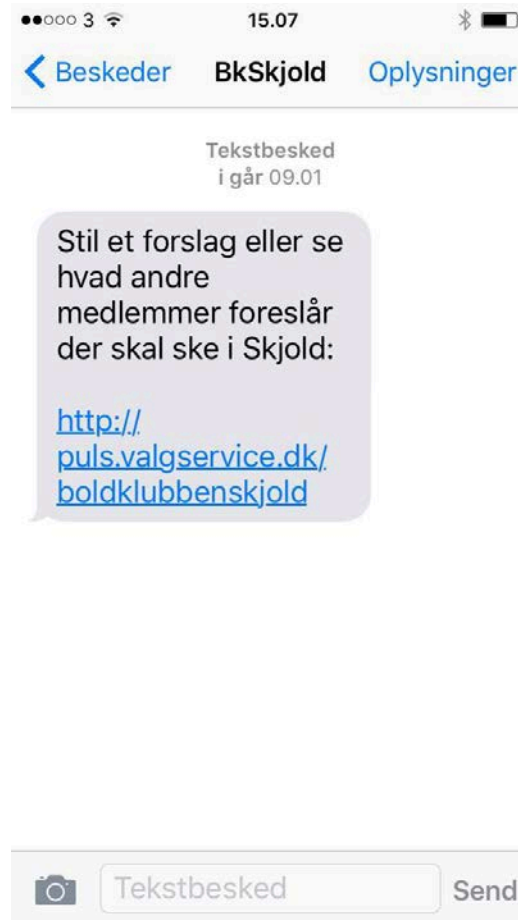 3 15.07
Beskeder BkSkjold Oplysninger
Tekstbesked
i går 09.01
Stil et forslag eller se
hvad andre
medlemmer foreslår
der skal ske i Skjold:
http://
puls.valgservice.dk/
boldklubbenskjold
Tekstbesked Send